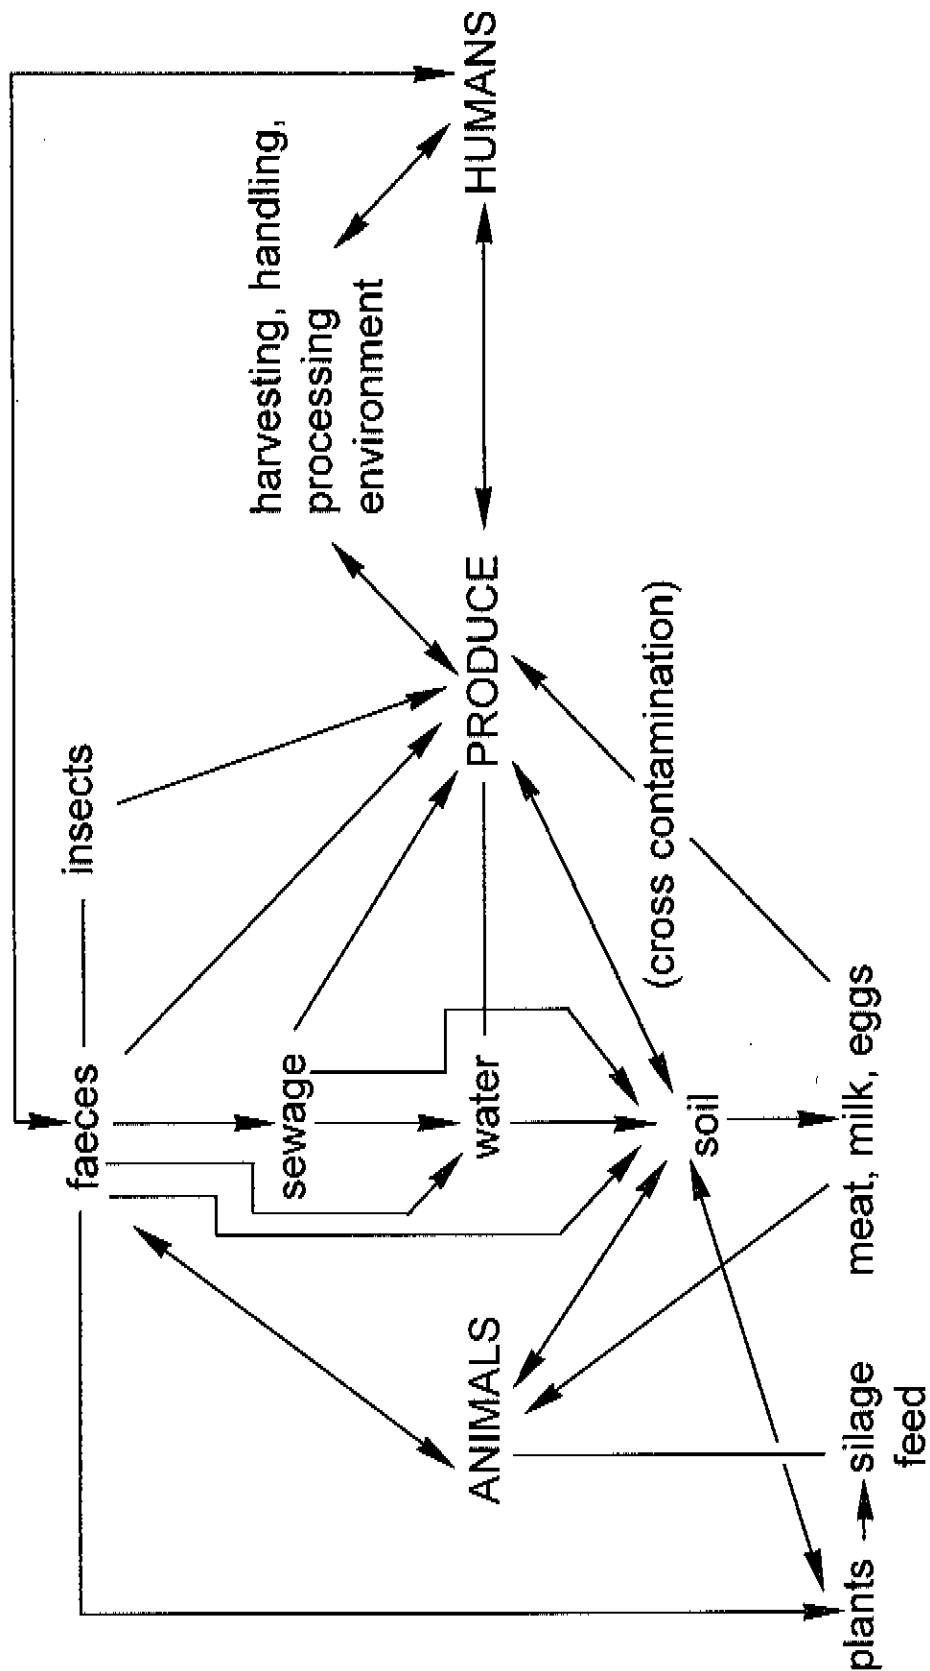 faeces
insects
sewage
harvesting, handling,
processing
environment
ANIMALS
water
PRODUCE
HUMANS
soil
(cross contamination)
plants
silage
feed
meat, milk, eggs